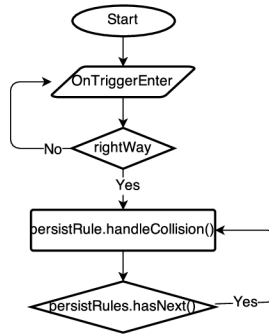 Start
OnTriggerEnter
rightWay
No
Yes
persistRule.handleCollision()
persistRules.hasNext()
Yes